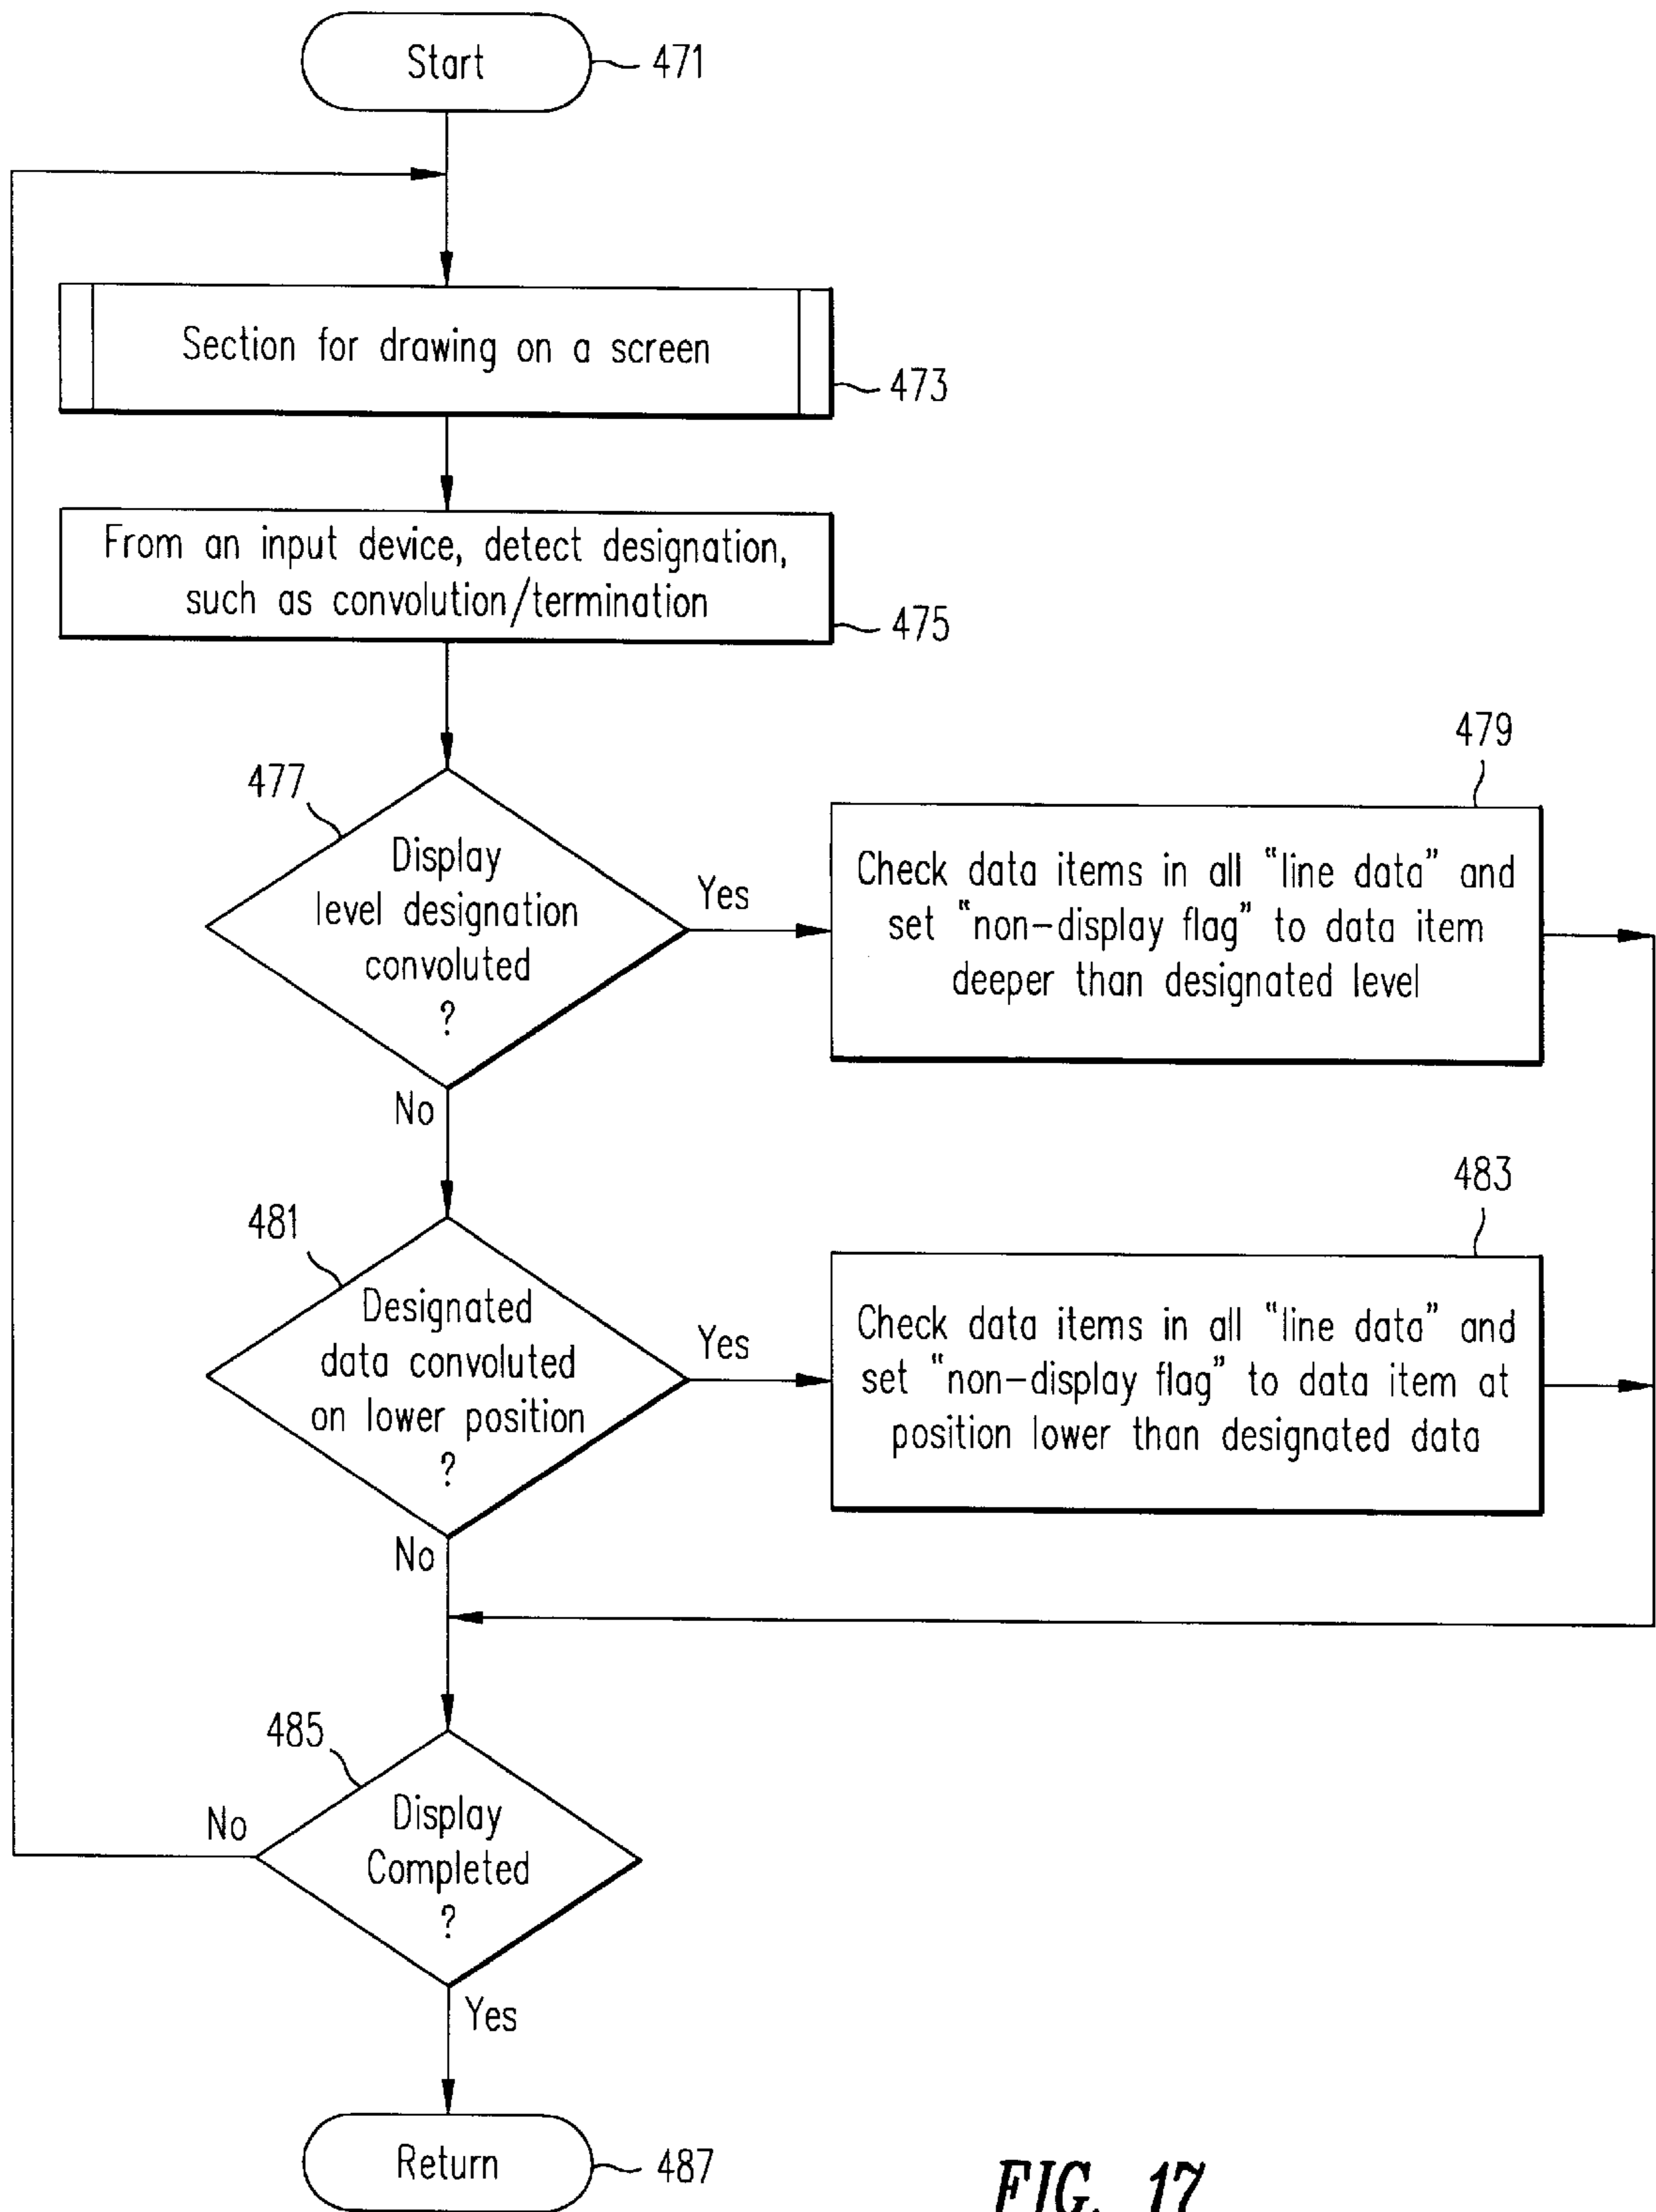 Start
471
Section for drawing on a screen
473
From an input device, detect designation,
such as convolution/termination
475
477
Display
level designation
convoluted
?
Yes
No
479
Check data items in all "line data" and
set "non-display flag" to data item
deeper than designated level
481
Designated
data convoluted
on lower position
?
Yes
No
483
Check data items in all "line data" and
set "non-display flag" to data item at
position lower than designated data
485
Display
Completed
?
No
Yes
Return
487
FIG. 17